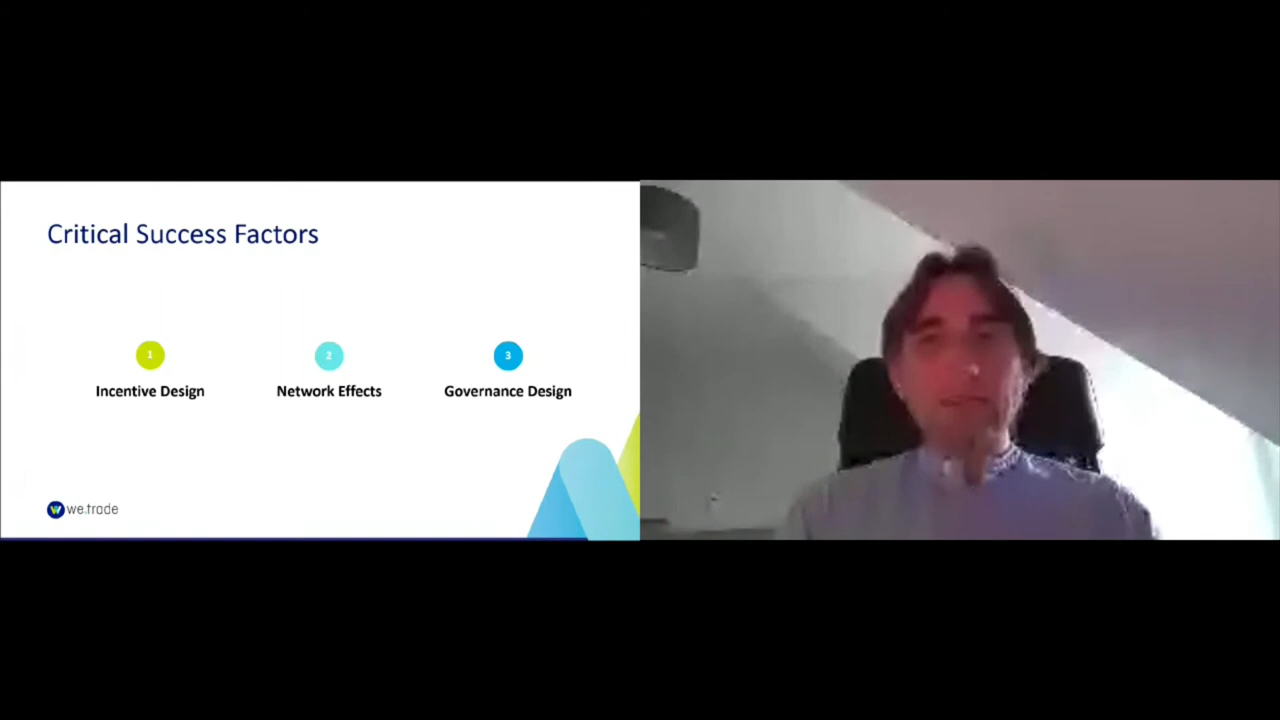 Critical Success Factors
1
2
3
Incentive Design
Network Effects
Governance Design
we.trade